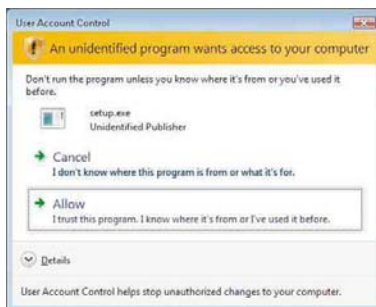 User Account Control
An unidentified program wants access to your computer
Don't run the program unless you know where it's from or you've used it
before.
setup.exe
Unidentified Publisher
Cancel
I don't know where this program is from or what it's for.
Allow
I trust this program. I know where it's from or I've used it before.
Details
User Account Control helps stop unauthorized changes to your computer.